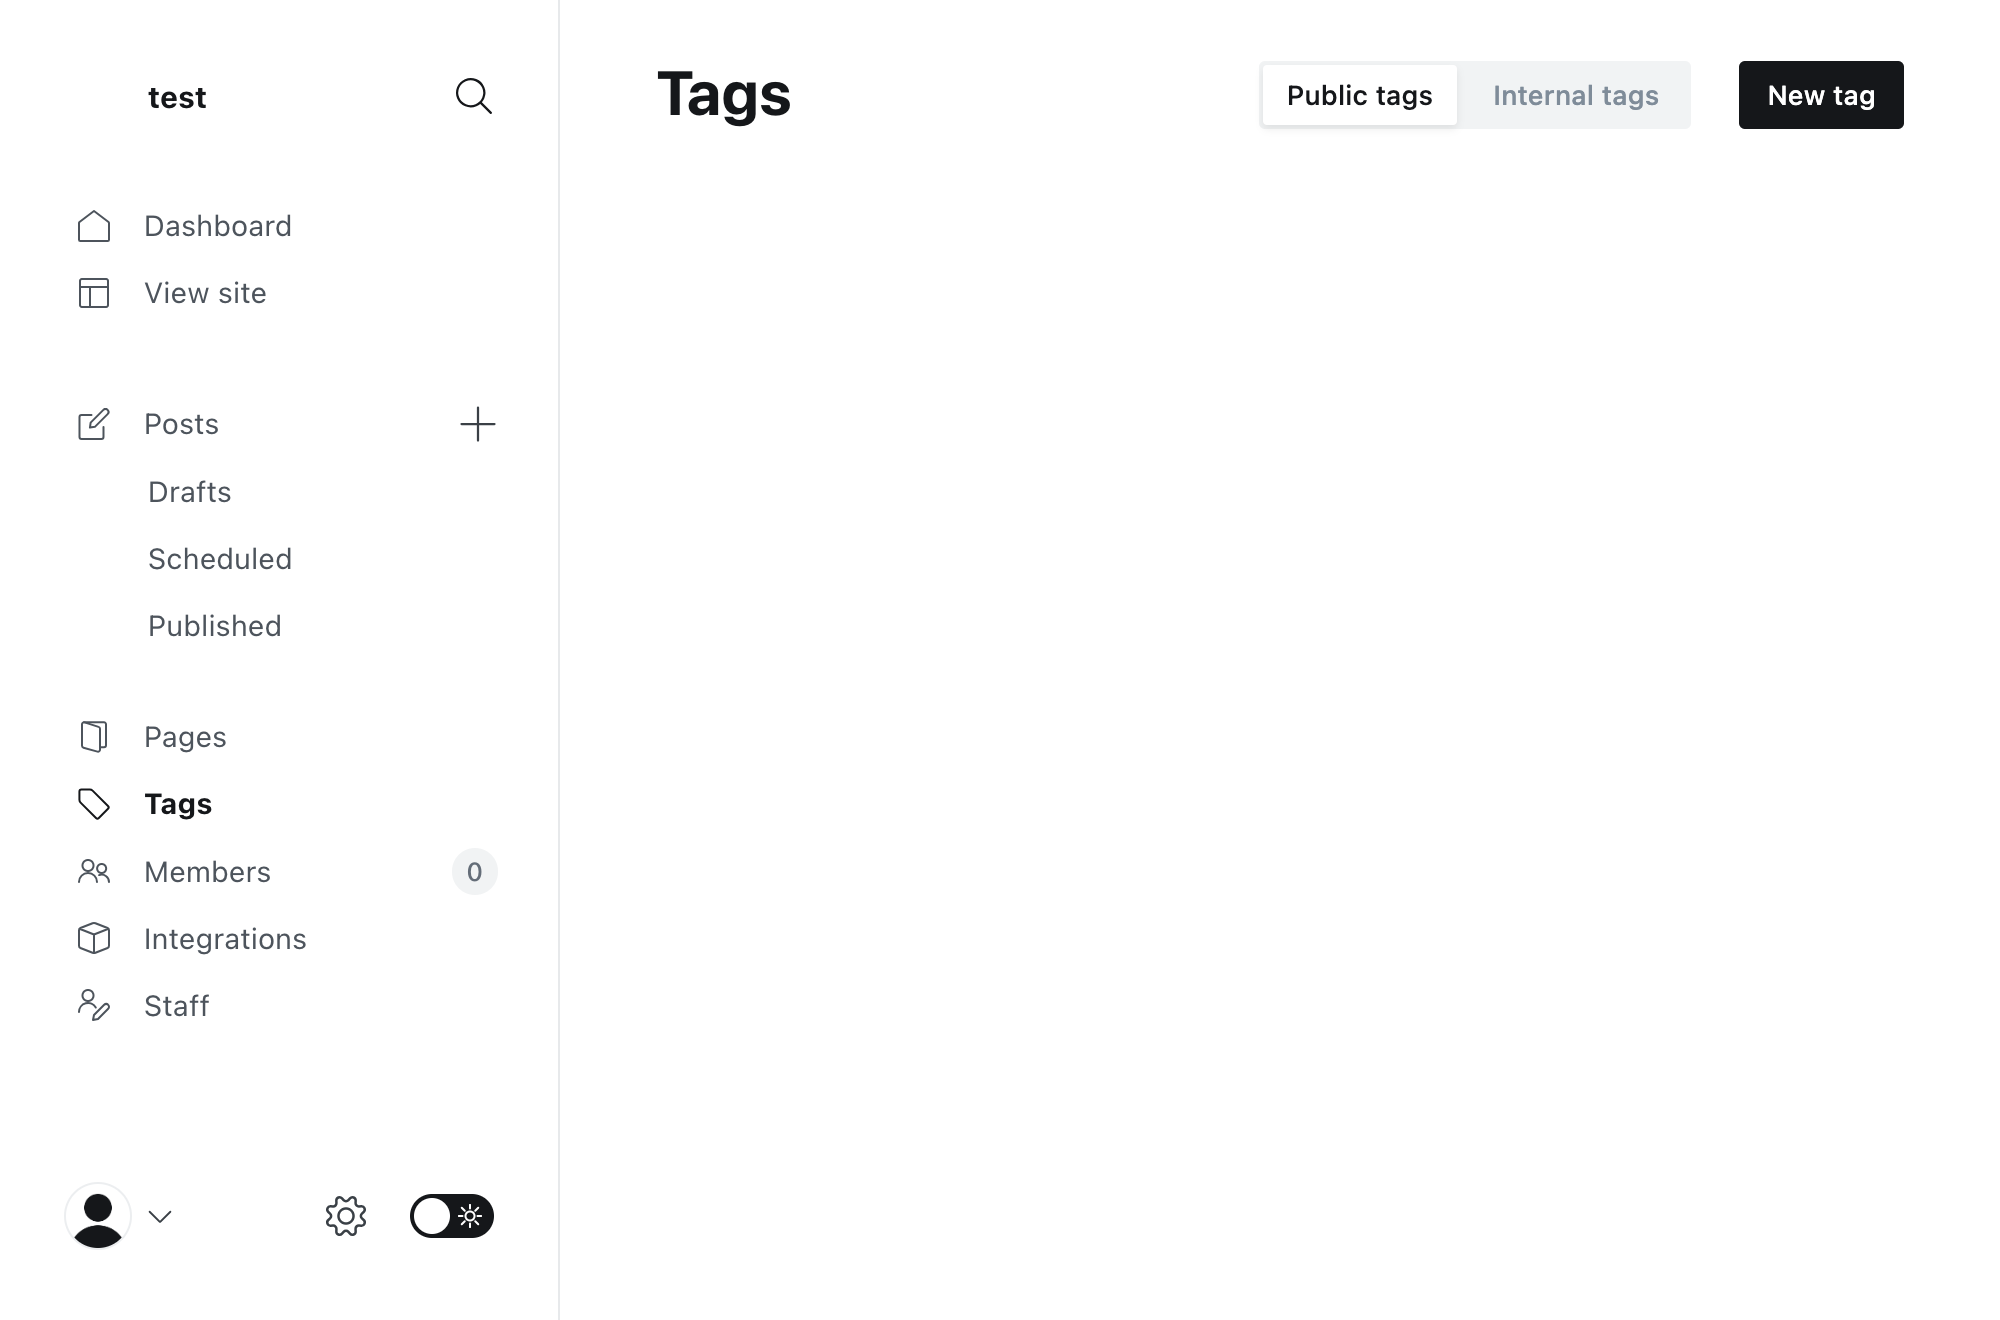 test
Dashboard
View site
Posts
Drafts
Scheduled
Published
Pages
Tags
Members 0
Integrations
Staff
Tags
Public tags
Internal tags
New tag